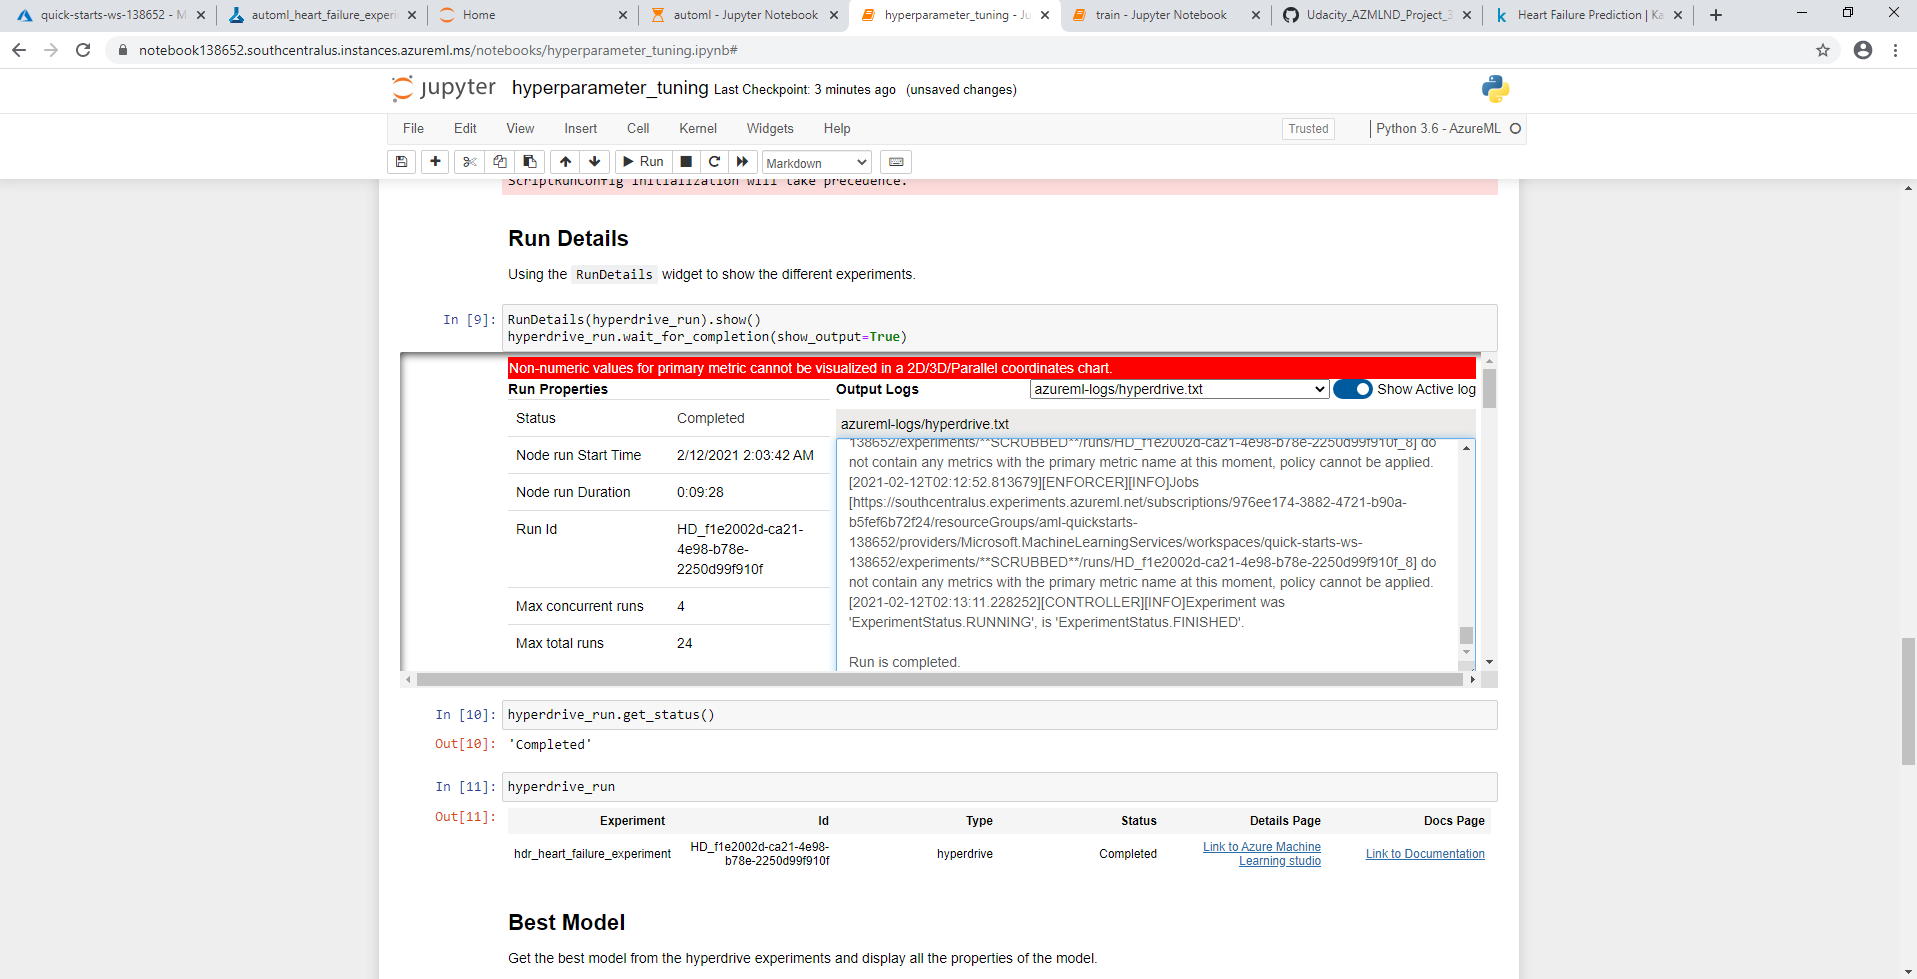 quick-starts-ws-138652 - M
automl_heart_failure_experi
Home
automl - Jupyter Notebook
hyperparameter_tuning - Ju
train - Jupyter Notebook
Udacity_AZMLND_Project_3
Heart Failure Prediction | Ka
notebook138652.southcentralus.instances.azureml.ms/notebooks/hyperparameter_tuning.ipynb#
jupyter
hyperparameter_tuning Last Checkpoint: 3 minutes ago (unsaved changes)
File Edit View Insert Cell Kernel Widgets Help
Trusted
Python 3.6 - AzureML
Run
Markdown
ScriptRunConfig initialization will take precedence.
Run Details
Using the RunDetails widget to show the different experiments.
In [9]: RunDetails(hyperdrive_run).show()
hyperdrive_run.wait_for_completion(show_output=True)
Non-numeric values for primary metric cannot be visualized in a 2D/3D/Parallel coordinates chart.
Run Properties
Status Completed
Node run Start Time 2/12/2021 2:03:42 AM
Node run Duration 0:09:28
Run Id HD_f1e2002d-ca21-
4e98-b78e-
2250d99f910f
Max concurrent runs 4
Max total runs 24
Output Logs
azureml-logs/hyperdrive.txt
Show Active log
azureml-logs/hyperdrive.txt
138652/experiments/**SCRUBBED**/runs/HD_f1e2002d-ca21-4e98-b78e-2250d99f910f_8] do
not contain any metrics with the primary metric name at this moment, policy cannot be applied.
[2021-02-12T02:12:52.813679][ENFORCER][INFO]Jobs
[https://southcentralus.experiments.azureml.net/subscriptions/976ee174-3882-4721-b90a-
b5fef6b72f24/resourceGroups/aml-quickstarts-
138652/providers/Microsoft.MachineLearningServices/workspaces/quick-starts-ws-
138652/experiments/**SCRUBBED**/runs/HD_f1e2002d-ca21-4e98-b78e-2250d99f910f_8] do
not contain any metrics with the primary metric name at this moment, policy cannot be applied.
[2021-02-12T02:13:11.228252][CONTROLLER][INFO]Experiment was
'ExperimentStatus.RUNNING', is 'ExperimentStatus.FINISHED'.
Run is completed.
In [10]: hyperdrive_run.get_status()
Out[10]: 'Completed'
In [11]: hyperdrive_run
Out[11]:
Experiment Id Type Status Details Page Docs Page
hdr_heart_failure_experiment HD_f1e2002d-ca21-4e98- hyperdrive Completed Link to Azure Machine Link to Documentation
b78e-2250d99f910f Learning studio
Best Model
Get the best model from the hyperdrive experiments and display all the properties of the model.